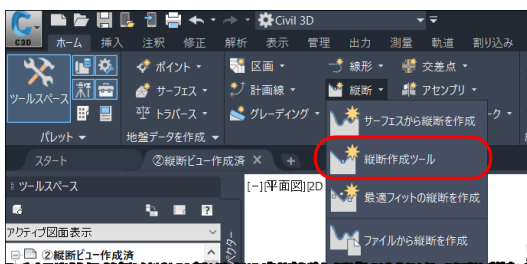 C3D
Civil 3D
ホーム 挿入 注釈 修正 解析 表示 管理 出力 測量 軌道 割り込み
ポイント 区画 線形 交差点
ツールスペース サーフェス 計画線 縦断 アセンブリ
トラバース グレーディング サーフェスから縦断を作成
パレット 地盤データを作成
スタート ②縦断ビュー作成済 縦断作成ツール
ツールスペース [−][平面図][2D
最適フィットの縦断を作成
アクティブ図面表示
②縦断ビュー作成済 ファイルから縦断を作成